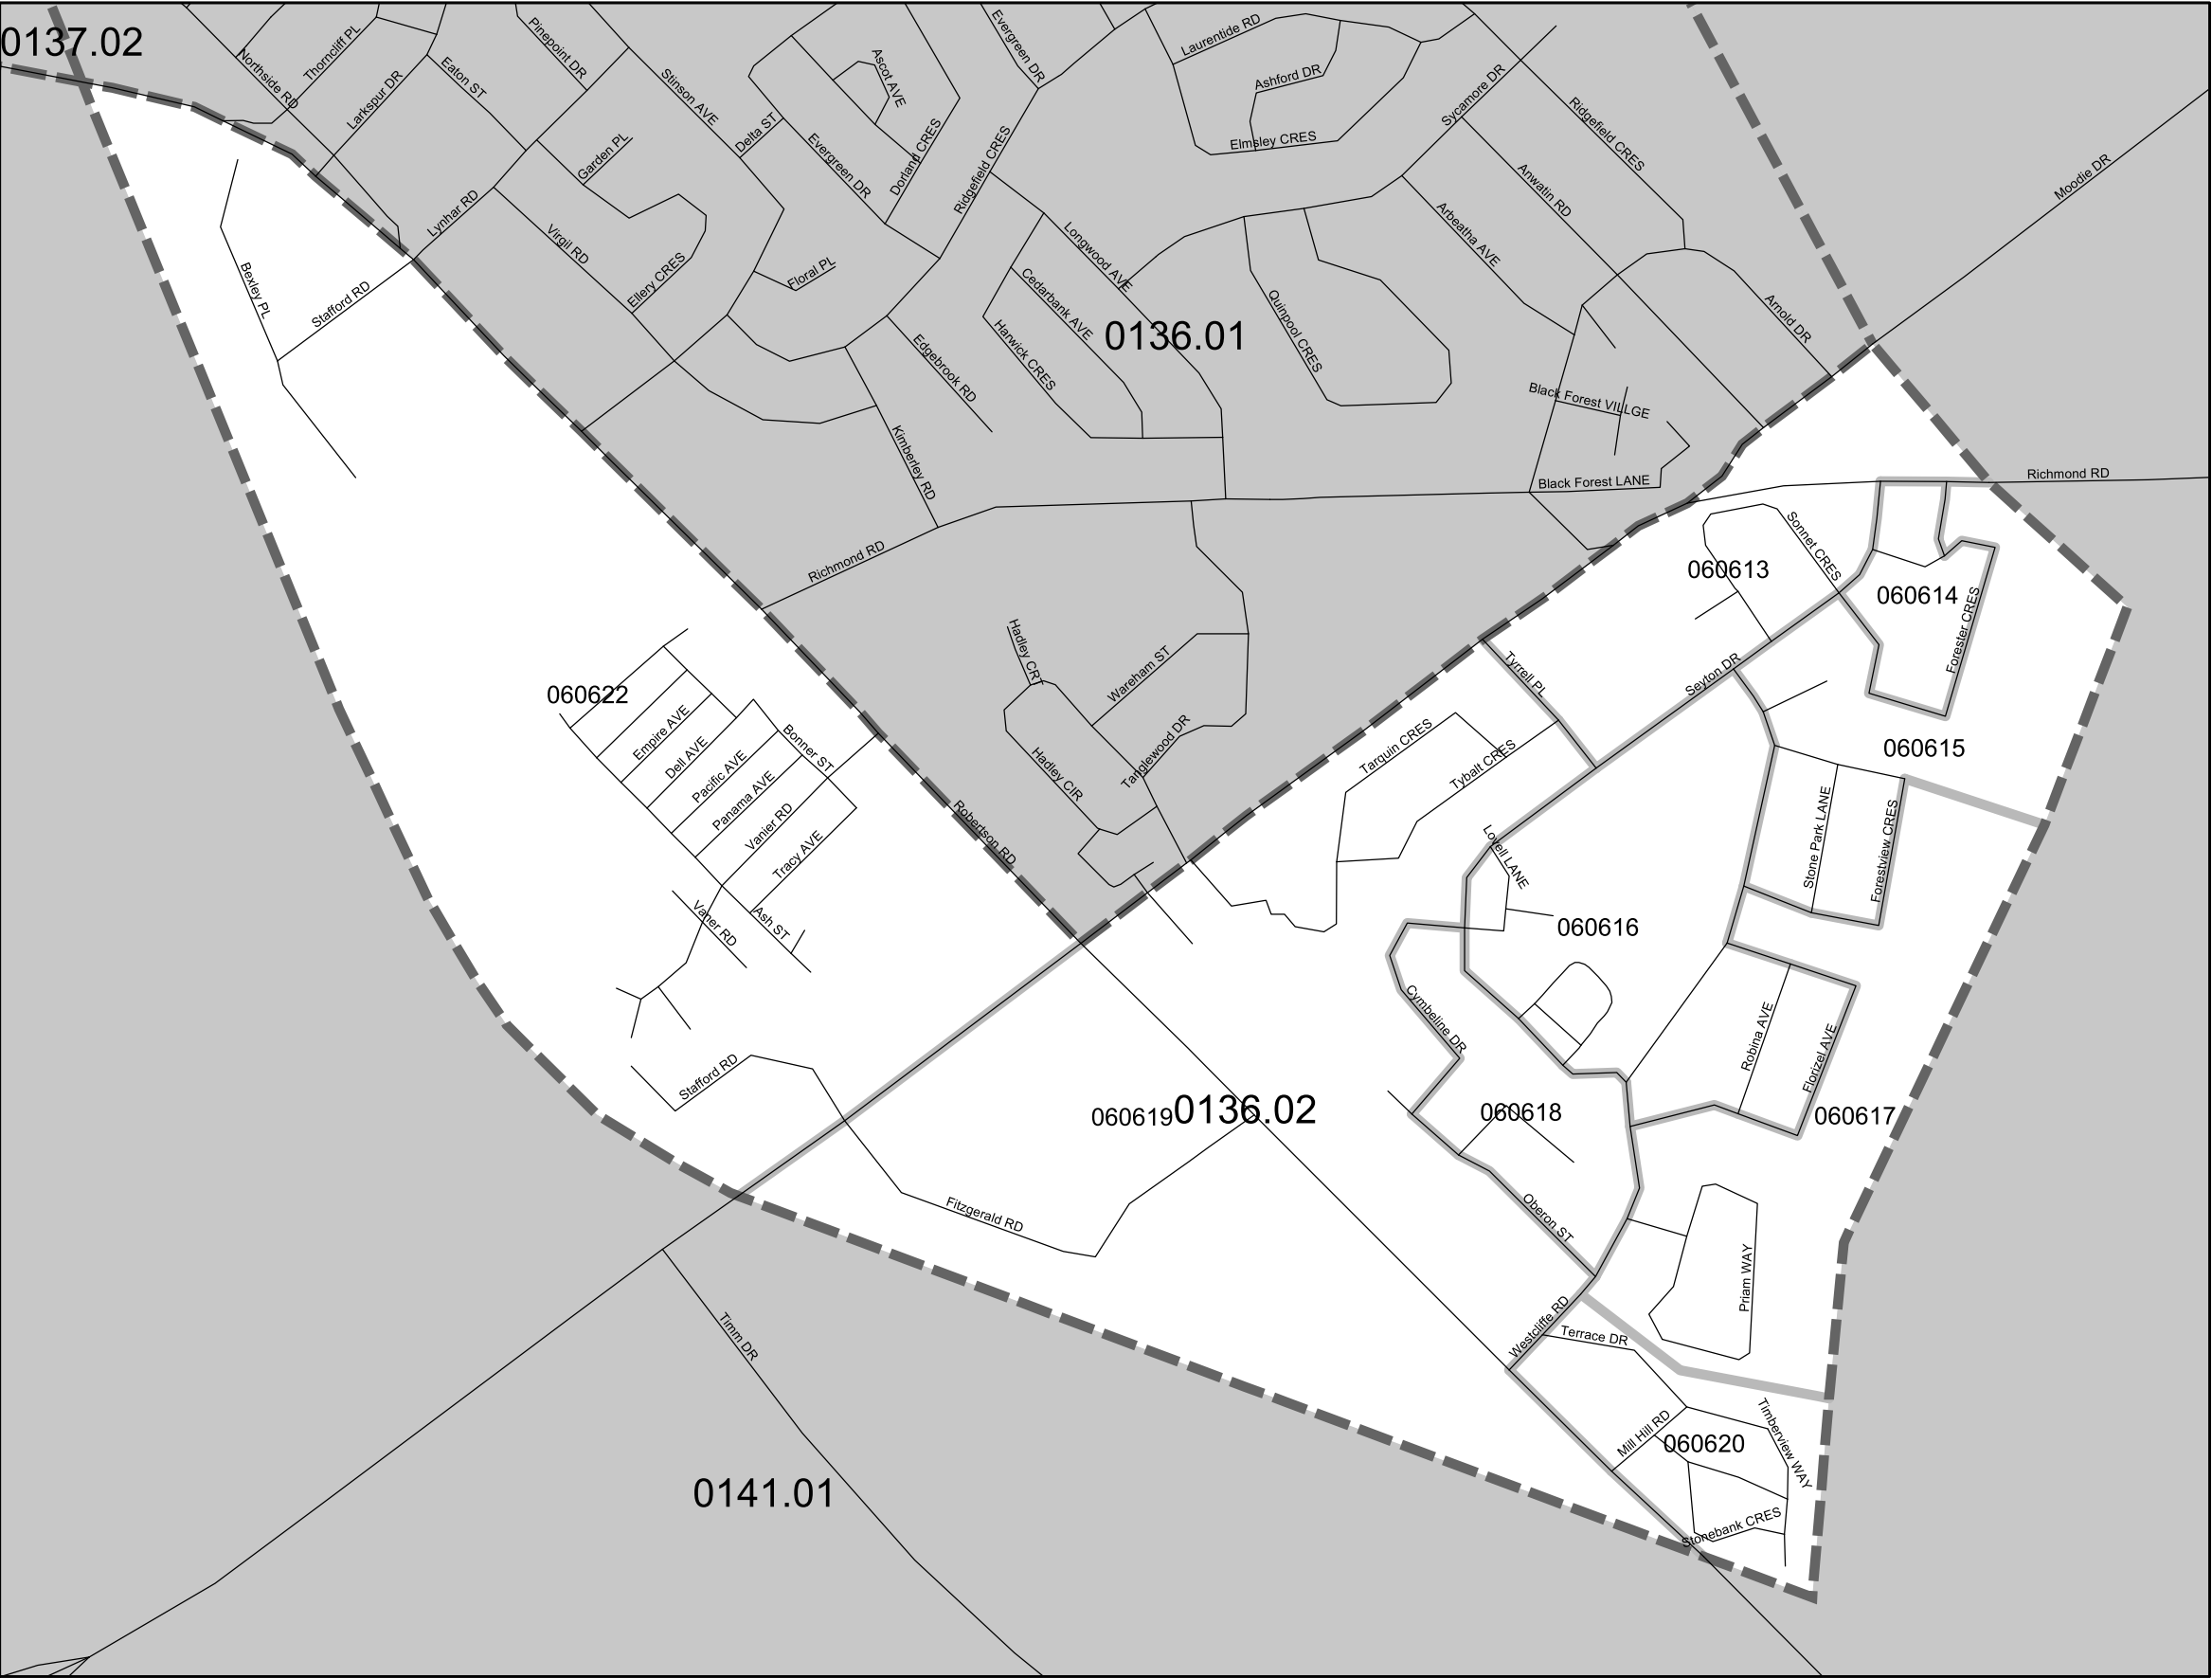 0137.02
Northside RD
Thorncliff PL
Larkspur DR
Eaton ST
Pinepoint DR
Stinson AVE
Ascot AVE
Evergreen DR
Laurentide RD
Ashford DR
Elmsley CRES
Sycamore DR
Ridgefield CRES
Moodie DR
Delta ST
Garden PL
Evergreen DR
Dorland CRES
Ridgefield CRES
Anwatin RD
Arbeatha AVE
Lynhar RD
Virgil RD
Ellery CRES
Floral PL
Longwood AVE
Bexley PL
Stafford RD
Cedarbank AVE
Harwick CRES
0136.01
Quinpool CRES
Arnold DR
Edgebrook RD
Black Forest VILLGE
Kimberley RD
Black Forest LANE
Richmond RD
Richmond RD
Sonnet CRES
060613
060614
Forester CRES
Hadley CRT
Wareham ST
Tyrrell PL
Seyton DR
060622
Empire AVE
Dell AVE
Pacific AVE
Panama AVE
Bonner ST
Vanier RD
Tracy AVE
Hadley CIR
Tanglewood DR
Tarquin CRES
Tybalt CRES
060615
Robertson RD
Lovell LANE
Stone Park LANE
Forestview CRES
Vanier RD
Ash ST
060616
Cymbeline DR
Robina AVE
Florizel AVE
Stafford RD
060619
0136.02
060618
060617
Fitzgerald RD
Oberon ST
Priam WAY
Westcliffe RD
Terrace DR
Timm DR
Timberview WAY
Mill Hill RD
060620
0141.01
Stonebank CRES